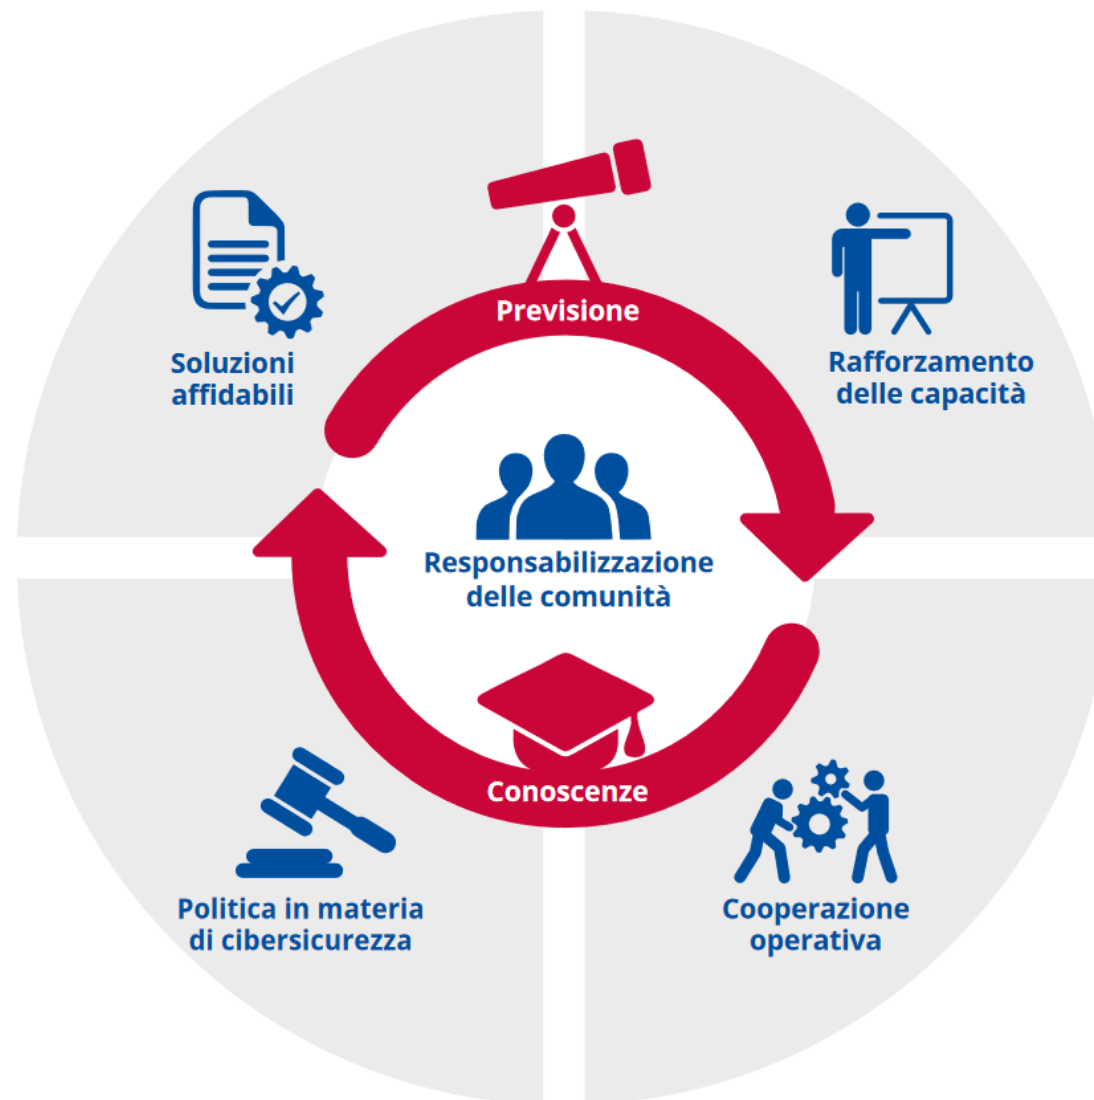 Previsione
Soluzioni
affidabili
Rafforzamento
delle capacità
Responsabilizzazione
delle comunità
Conoscenze
Politica in materia
di cibersicurezza
Cooperazione
operativa